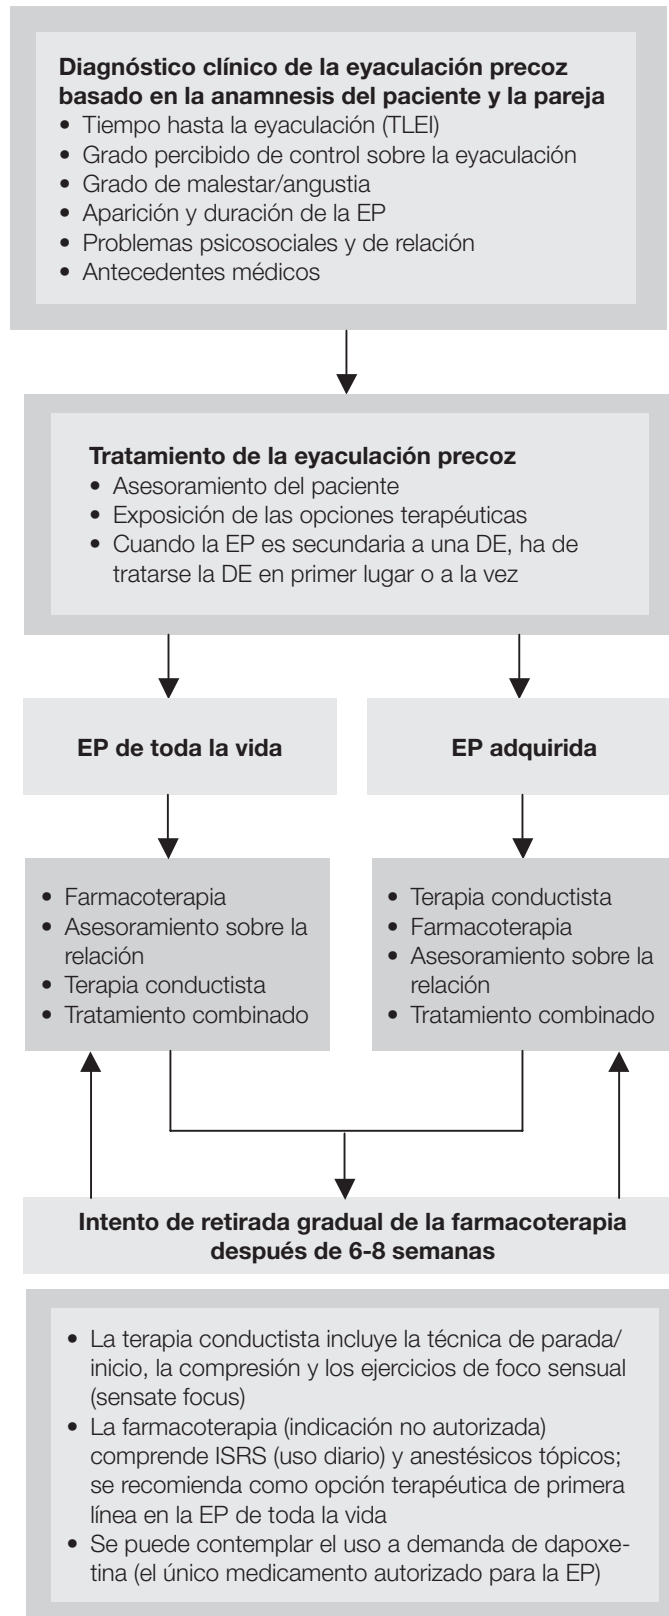 Diagnóstico clínico de la eyaculación precoz
basado en la anamnesis del paciente y la pareja
• Tiempo hasta la eyaculación (TLEI)
• Grado percibido de control sobre la eyaculación
• Grado de malestar/angustia
• Aparición y duración de la EP
• Problemas psicosociales y de relación
• Antecedentes médicos
Tratamiento de la eyaculación precoz
• Asesoramiento del paciente
• Exposición de las opciones terapéuticas
• Cuando la EP es secundaria a una DE, ha de
tratarse la DE en primer lugar o a la vez
EP de toda la vida
• Farmacoterapia
• Asesoramiento sobre la
relación
• Terapia conductista
• Tratamiento combinado
EP adquirida
• Terapia conductista
• Farmacoterapia
• Asesoramiento sobre la
relación
• Tratamiento combinado
Intento de retirada gradual de la farmacoterapia
después de 6-8 semanas
• La terapia conductista incluye la técnica de parada/
inicio, la compresión y los ejercicios de foco sensual
(sensate focus)
• La farmacoterapia (indicación no autorizada)
comprende ISRS (uso diario) y anestésicos tópicos;
se recomienda como opción terapéutica de primera
línea en la EP de toda la vida
• Se puede contemplar el uso a demanda de dapoxe-
tina (el único medicamento autorizado para la EP)